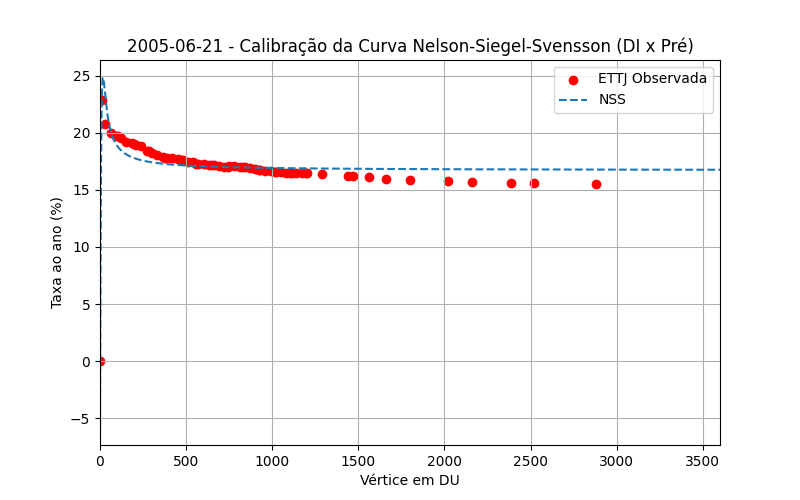 2005-06-21 - Calibração da Curva Nelson-Siegel-Svensson (DI x Pré)
ETTJ Observada
NSS
Taxa ao ano (%)
25
20
15
10
5
0
−5
0 500 1000 1500 2000 2500 3000 3500
Vértice em DU